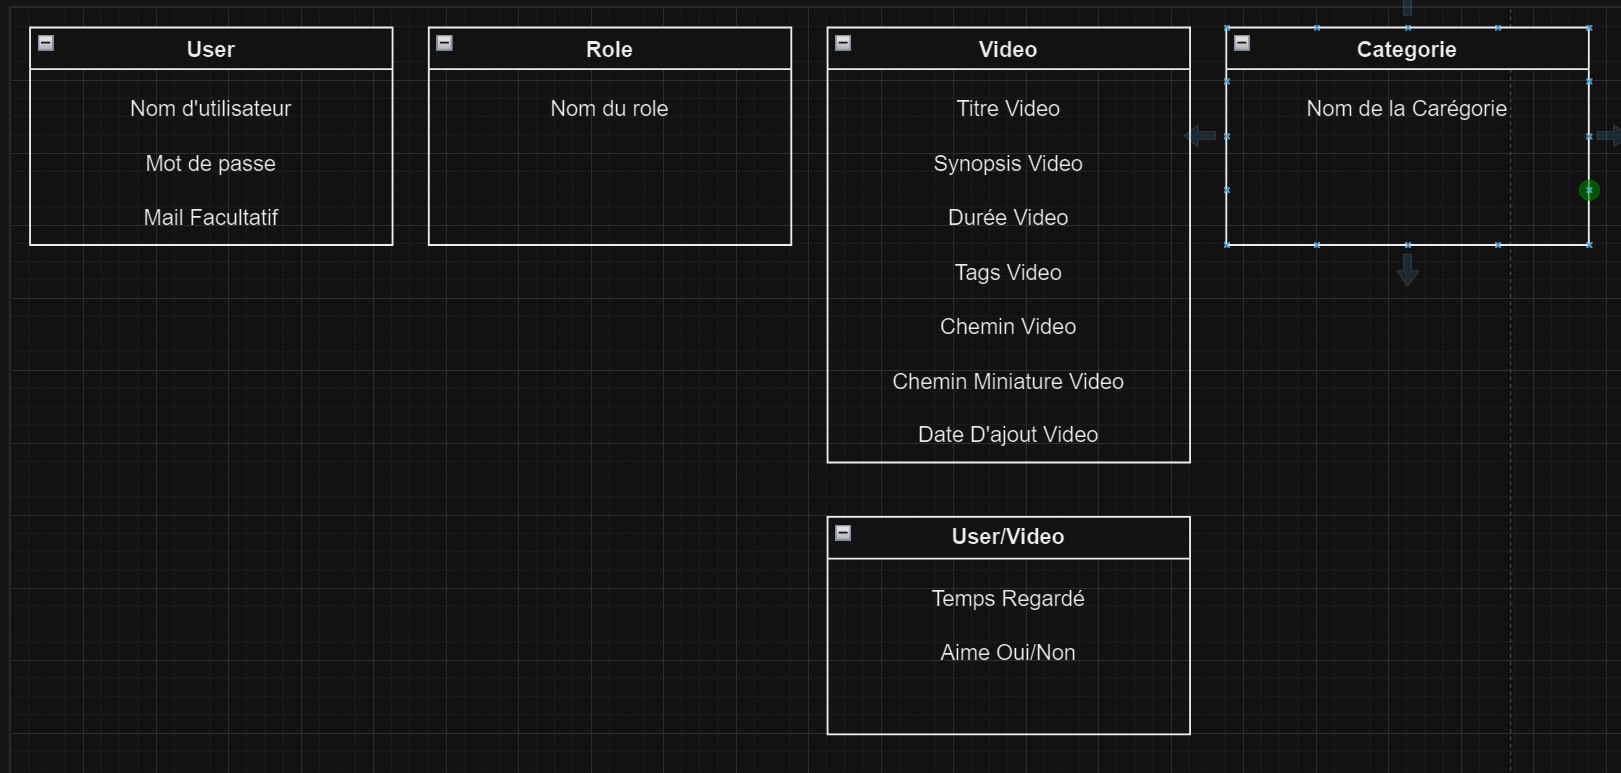 User
Nom d'utilisateur
Mot de passe
Mail Facultatif
Role
Nom du role
Video
Titre Video
Synopsis Video
Durée Video
Tags Video
Chemin Video
Chemin Miniature Video
Date D'ajout Video
Categorie
Nom de la Carégorie
User/Video
Temps Regardé
Aime Oui/Non